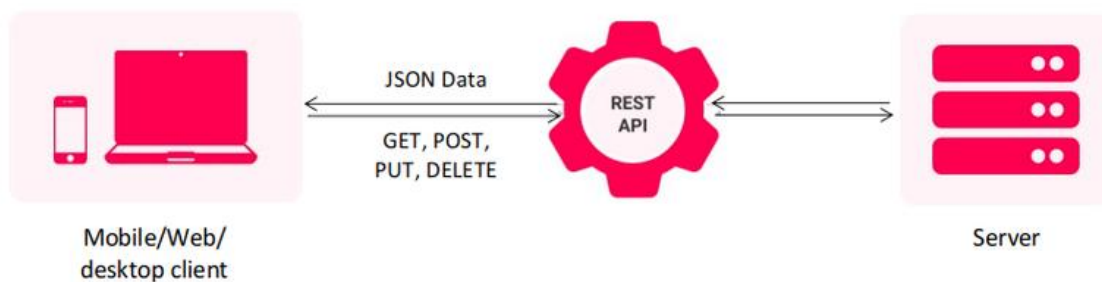 JSON Data
GET, POST,
PUT, DELETE
REST
API
Mobile/Web/
desktop client
Server